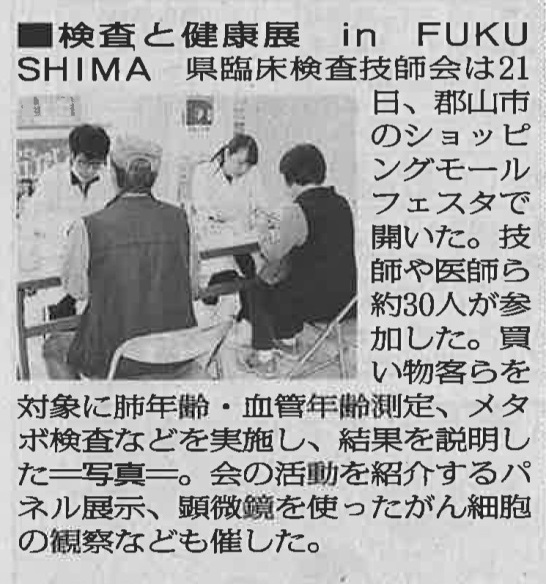 ■検査と健康展 in FUKU
SHIMA 県臨床検査技師会は21
日、郡山市
のショッピ
ングモール
フェスタで
開いた。技
師や医師ら
約30人が参
加した。買
い物客らを
対象に肺年齢・血管年齢測定、メタ
ボ検査などを実施し、結果を説明し
た＝写真＝。会の活動を紹介するパ
ネル展示、顕微鏡を使ったがん細胞
の観察なども催した。